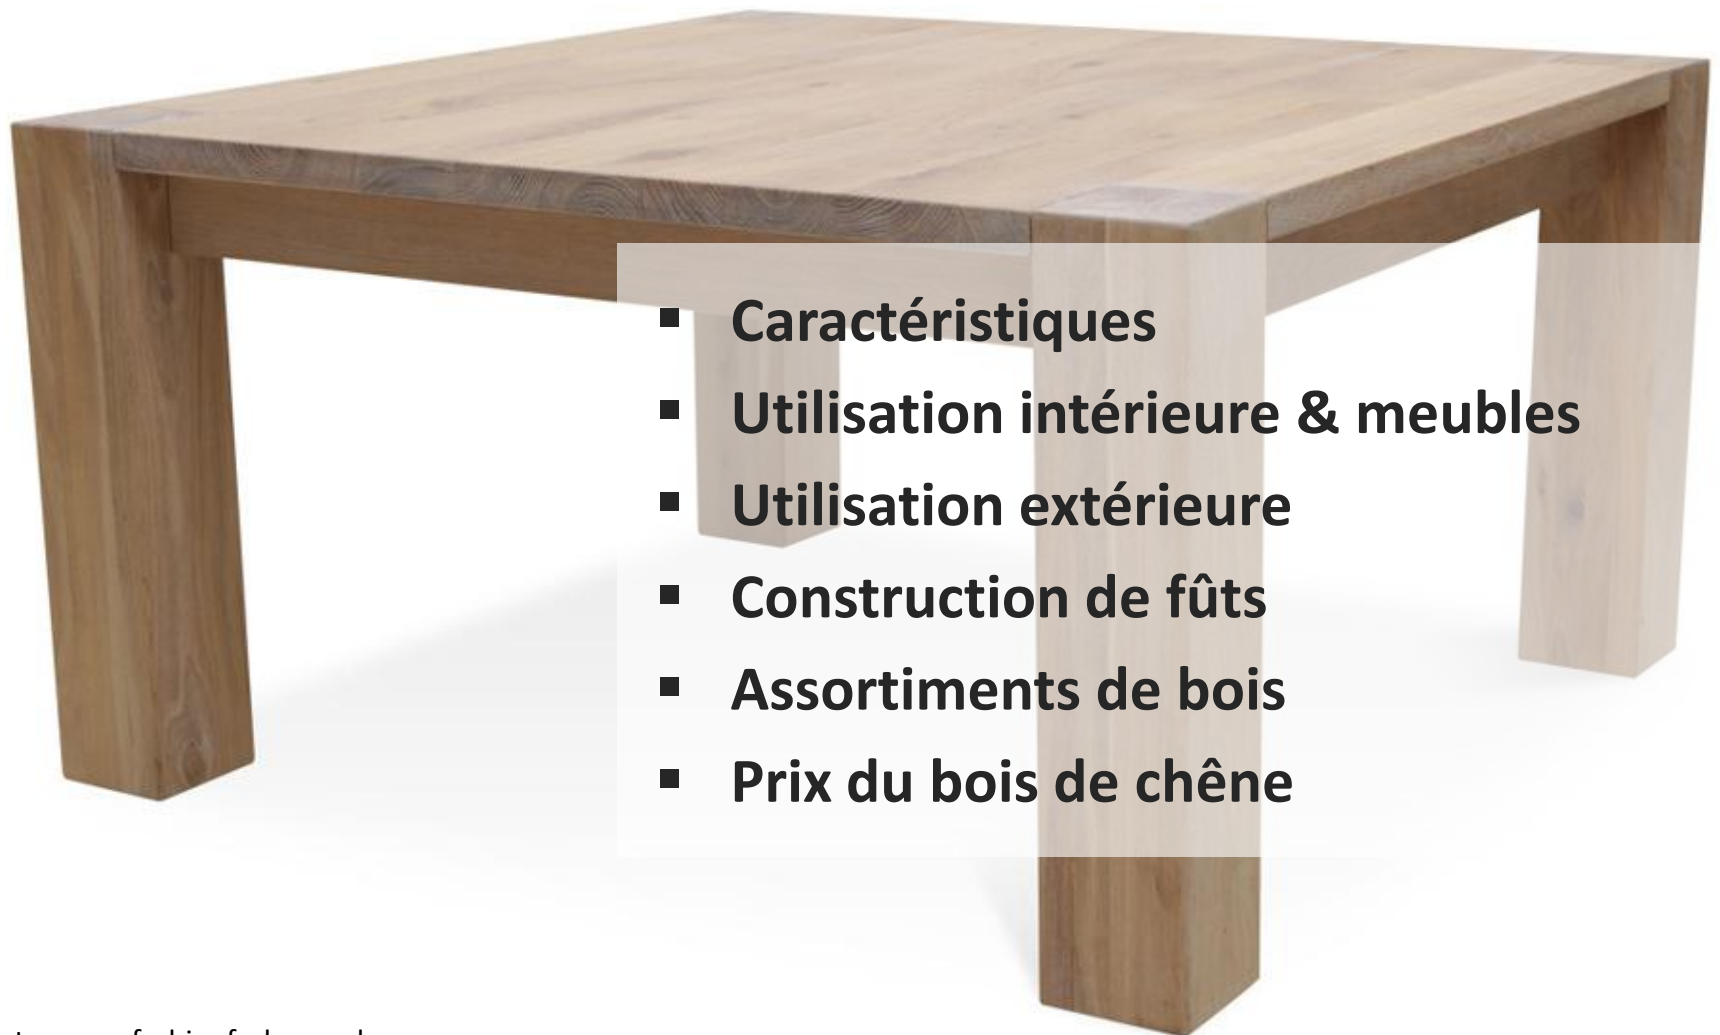 ▪ Caractéristiques
▪ Utilisation intérieure & meubles
▪ Utilisation extérieure
▪ Construction de fûts
▪ Assortiments de bois
▪ Prix du bois de chêne